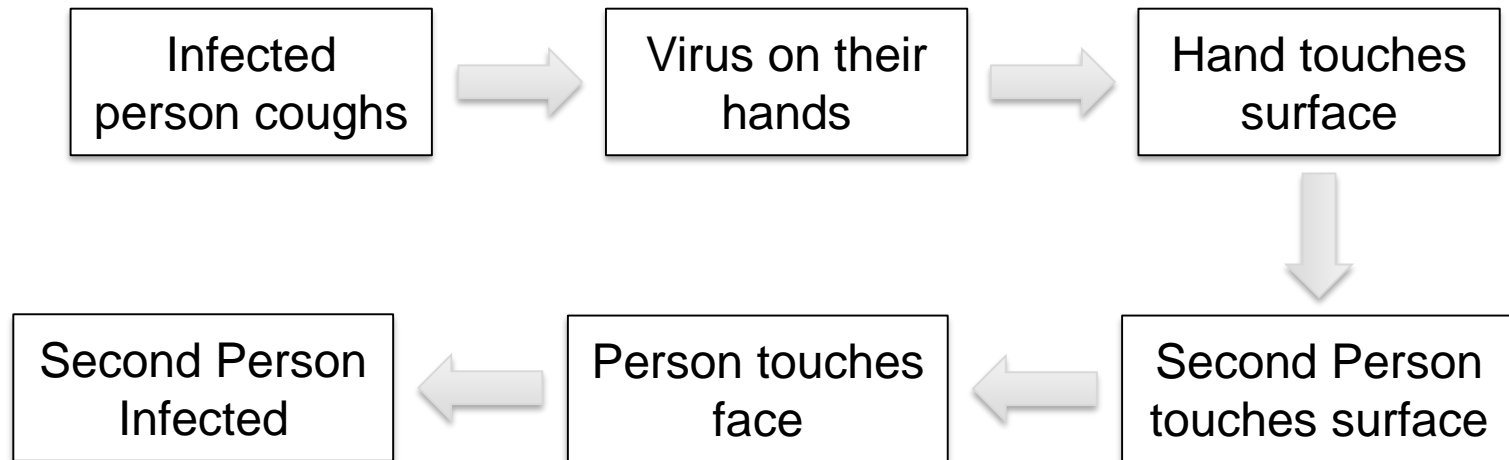 Infected
person coughs
Virus on their
hands
Hand touches
surface
Second Person
touches surface
Person touches
face
Second Person
Infected